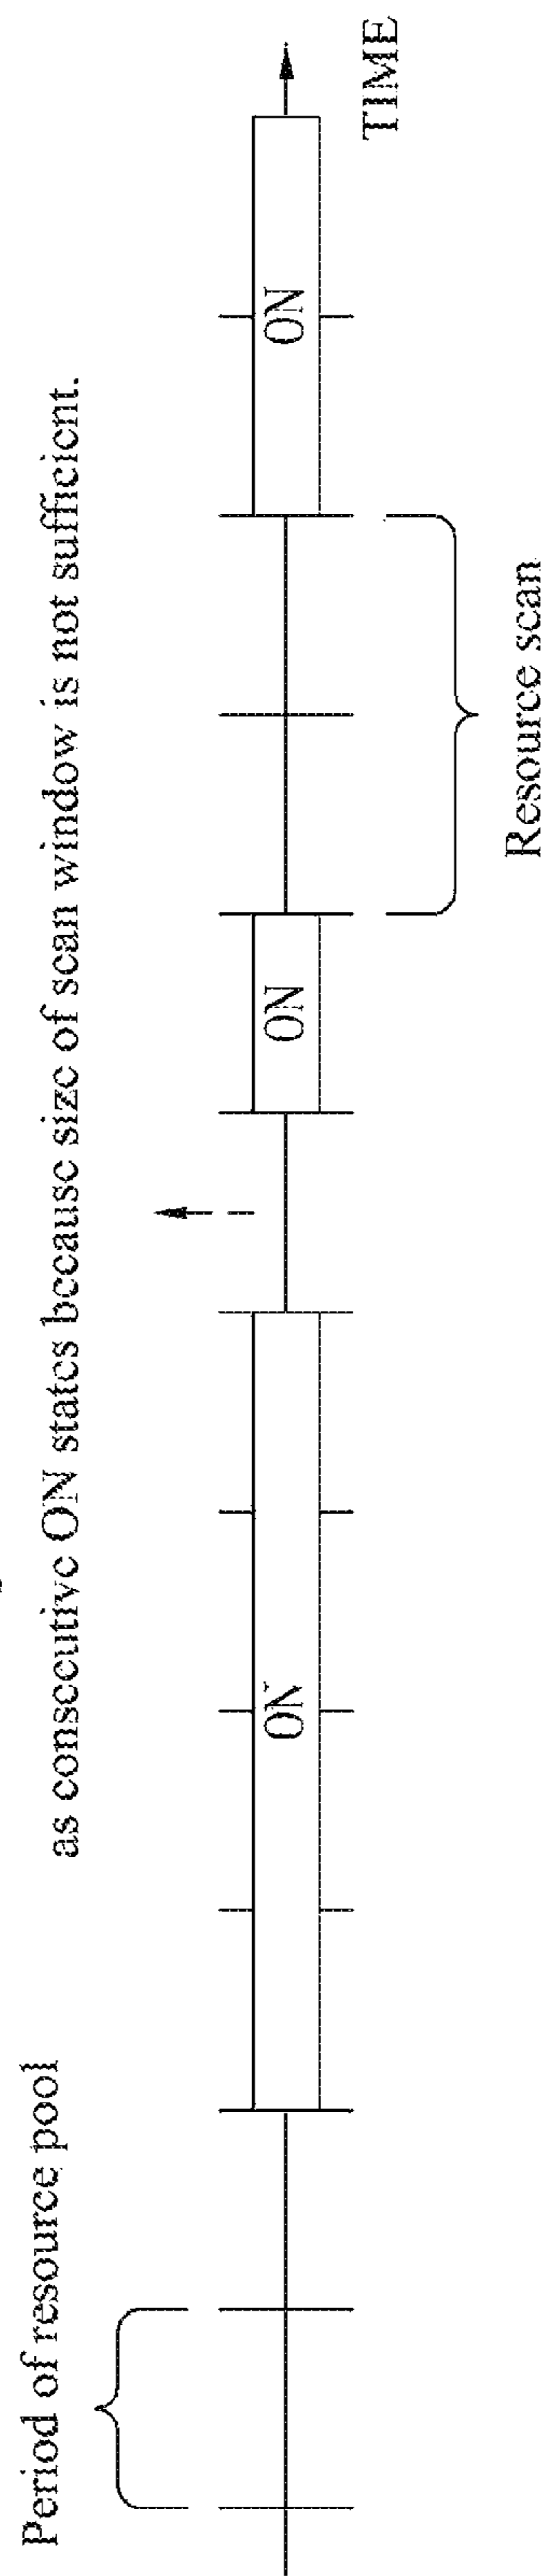 as consecutive ON states because size of scan window is not sufficient.
Period of resource pool
ON
ON
ON
TIME
Resource scan